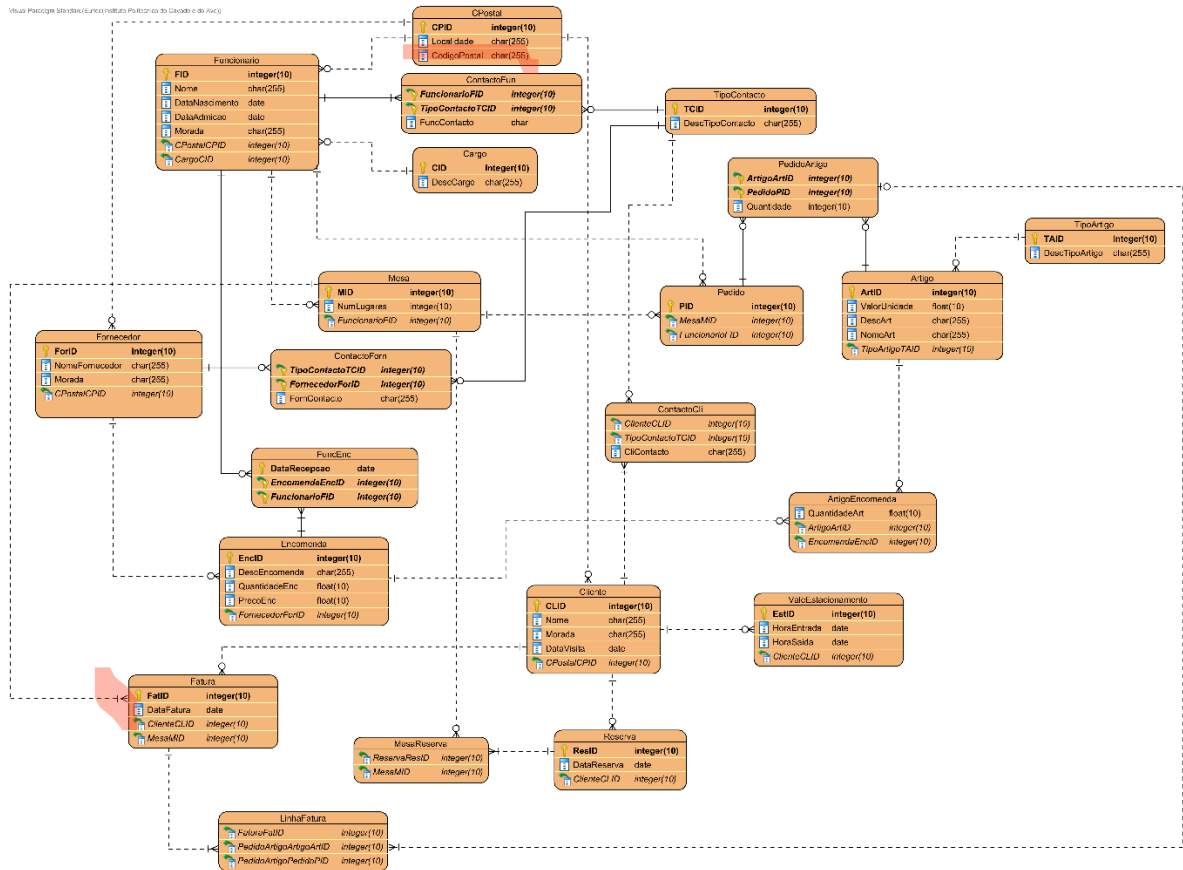 Visual Paradigm Standard(Eurico(Instituto Politecnico do Cavado e do Ave))
CPostal
CPID integer(10)
Localidade char(255)
CodigoPostal char(255)
Funcionario
FID integer(10)
Nome char(255)
DataNascimento date
DataAdmicao date
Morada char(255)
CPostalCPID integer(10)
CargoCID integer(10)
ContactoFun
FuncionarioFID integer(10)
TipoContactoTCID integer(10)
FuncContacto char
TipoContacto
TCID integer(10)
DescTipoContacto char(255)
Cargo
CID integer(10)
DescCargo char(255)
PedidoArtigo
ArtigoArtID integer(10)
PedidoPID integer(10)
Quantidade integer(10)
TipoArtigo
TAID integer(10)
DescTipoArtigo char(255)
Mesa
MID integer(10)
NumLugares integer(10)
FuncionarioFID integer(10)
Pedido
PID integer(10)
MesaMID integer(10)
FuncionarioFID integer(10)
Artigo
ArtID integer(10)
ValorUnidade float(10)
DescArt char(255)
NomeArt char(255)
TipoArtigoTAID integer(10)
Fornecedor
ForID integer(10)
NomeFornecedor char(255)
Morada char(255)
CPostalCPID integer(10)
ContactoForn
TipoContactoTCID integer(10)
FornecedorForID integer(10)
FornContacto char(255)
ContactoCli
ClienteCLID integer(10)
TipoContactoTCID integer(10)
CliContacto char(255)
FuncEnc
DataRecepcao date
EncomendaEncID integer(10)
FuncionarioFID integer(10)
ArtigoEncomenda
QuantidadeArt float(10)
ArtigoArtID integer(10)
EncomendaEncID integer(10)
Encomenda
EncID integer(10)
DescEncomenda char(255)
QuantidadeEnc float(10)
PrecoEnc float(10)
FornecedorForID integer(10)
Cliente
CLID integer(10)
Nome char(255)
Morada char(255)
DataVisita date
CPostalCPID integer(10)
ValeEstacionamento
EstID integer(10)
HoraEntrada date
HoraSaida date
ClienteCLID integer(10)
Fatura
FatID integer(10)
DataFatura date
ClienteCLID integer(10)
MesaMID integer(10)
MesaReserva
ReservaResID integer(10)
MesaMID integer(10)
Reserva
ResID integer(10)
DataReserva date
ClienteCLID integer(10)
LinhaFatura
FaturaFatID integer(10)
PedidoArtigoArtigoArtID integer(10)
PedidoArtigoPedidoPID integer(10)